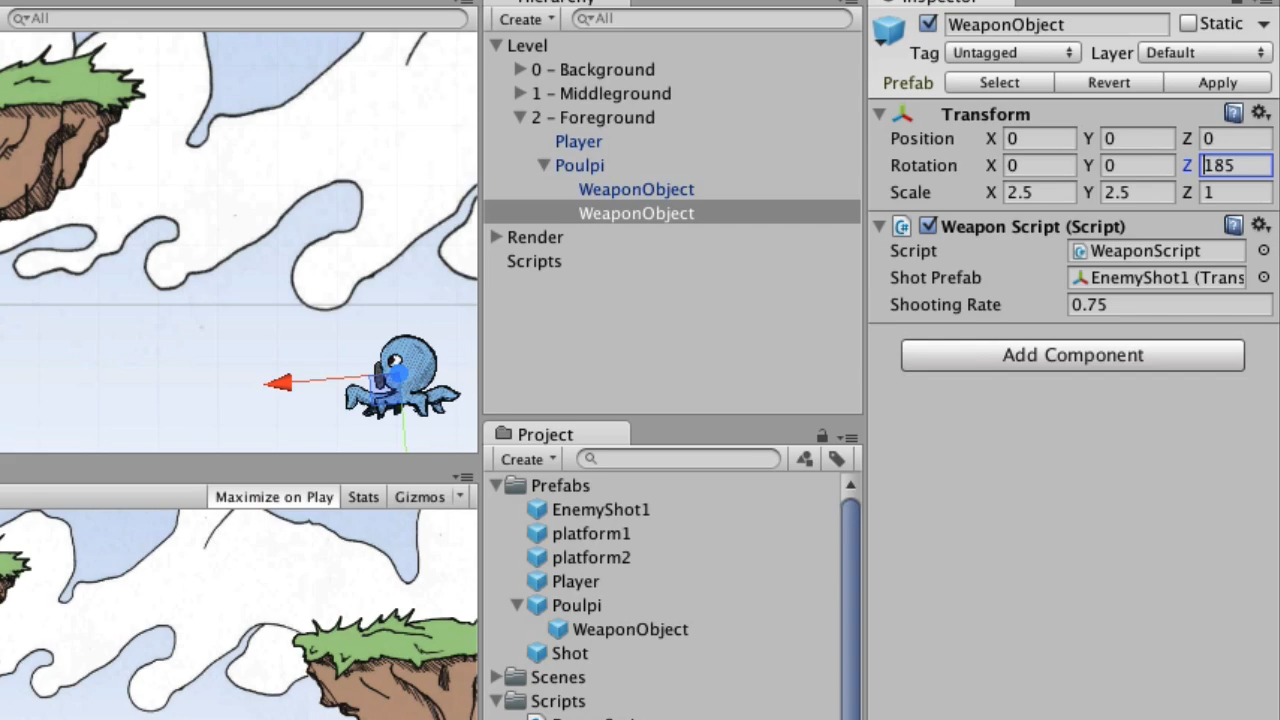 All
Maximize on Play Stats Gizmos
Hierarchy
Create All
Level
0 – Background
1 – Middleground
2 – Foreground
Player
Poulpi
WeaponObject
WeaponObject
Render
Scripts
Project
Create
Prefabs
EnemyShot1
platform1
platform2
Player
Poulpi
WeaponObject
Shot
Scenes
Scripts
Inspector
WeaponObject Static
Tag Untagged Layer Default
Prefab Select Revert Apply
Transform
Position X 0 Y 0 Z 0
Rotation X 0 Y 0 Z 185
Scale X 2.5 Y 2.5 Z 1
Weapon Script (Script)
Script WeaponScript
Shot Prefab EnemyShot1 (Trans
Shooting Rate 0.75
Add Component